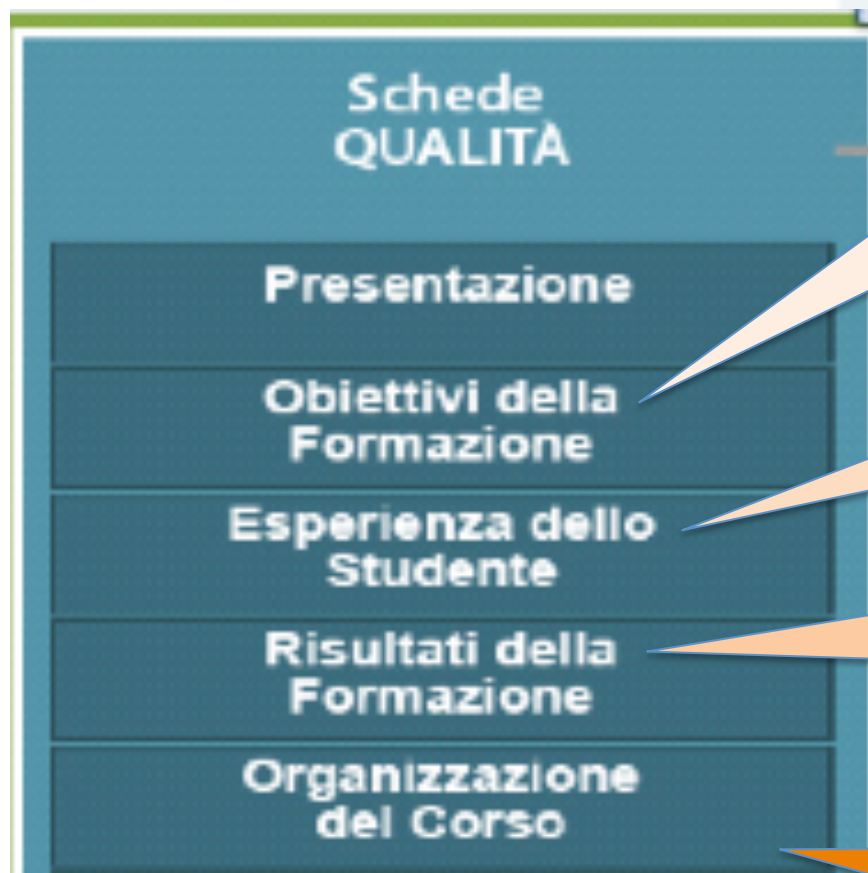 Schede
QUALITÀ
Presentazione
Obiettivi della
Formazione
Esperienza dello
Studente
Risultati della
Formazione
Organizzazione
del Corso